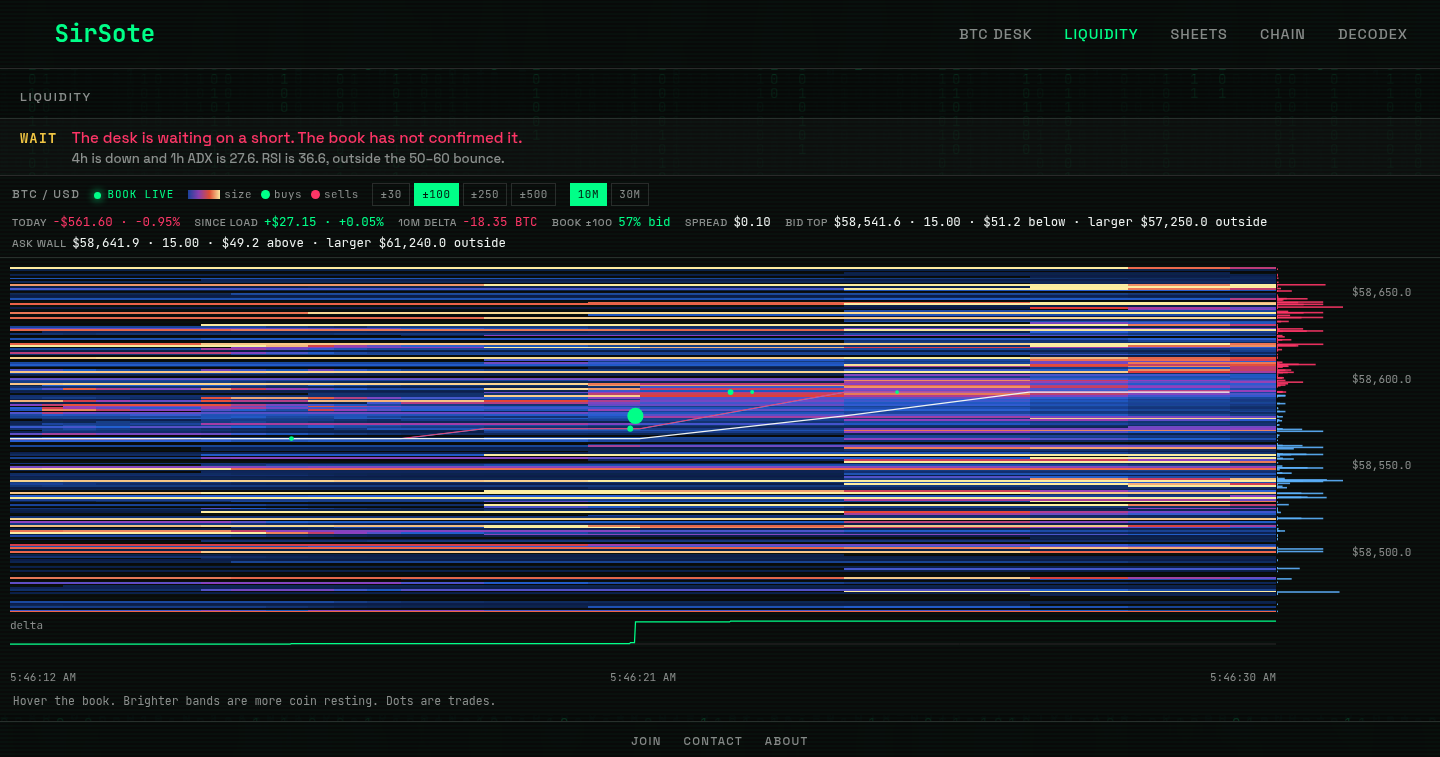 SirSote
BTC DESK LIQUIDITY SHEETS CHAIN DECODEX
LIQUIDITY
WAIT The desk is waiting on a short. The book has not confirmed it.
4h is down and 1h ADX is 27.6. RSI is 36.6, outside the 50–60 bounce.
BTC / USD BOOK LIVE size buys sells ±30 ±100 ±250 ±500 10M 30M
TODAY -$561.60 · -0.95% SINCE LOAD +$27.15 · +0.05% 10M DELTA -18.35 BTC BOOK ±100 57% bid SPREAD $0.10 BID TOP $58,541.6 · 15.00 · $51.2 below · larger $57,250.0 outside
ASK WALL $58,641.9 · 15.00 · $49.2 above · larger $61,240.0 outside
$58,650.0
$58,600.0
$58,550.0
$58,500.0
delta
5:46:12 AM 5:46:21 AM 5:46:30 AM
Hover the book. Brighter bands are more coin resting. Dots are trades.
JOIN CONTACT ABOUT